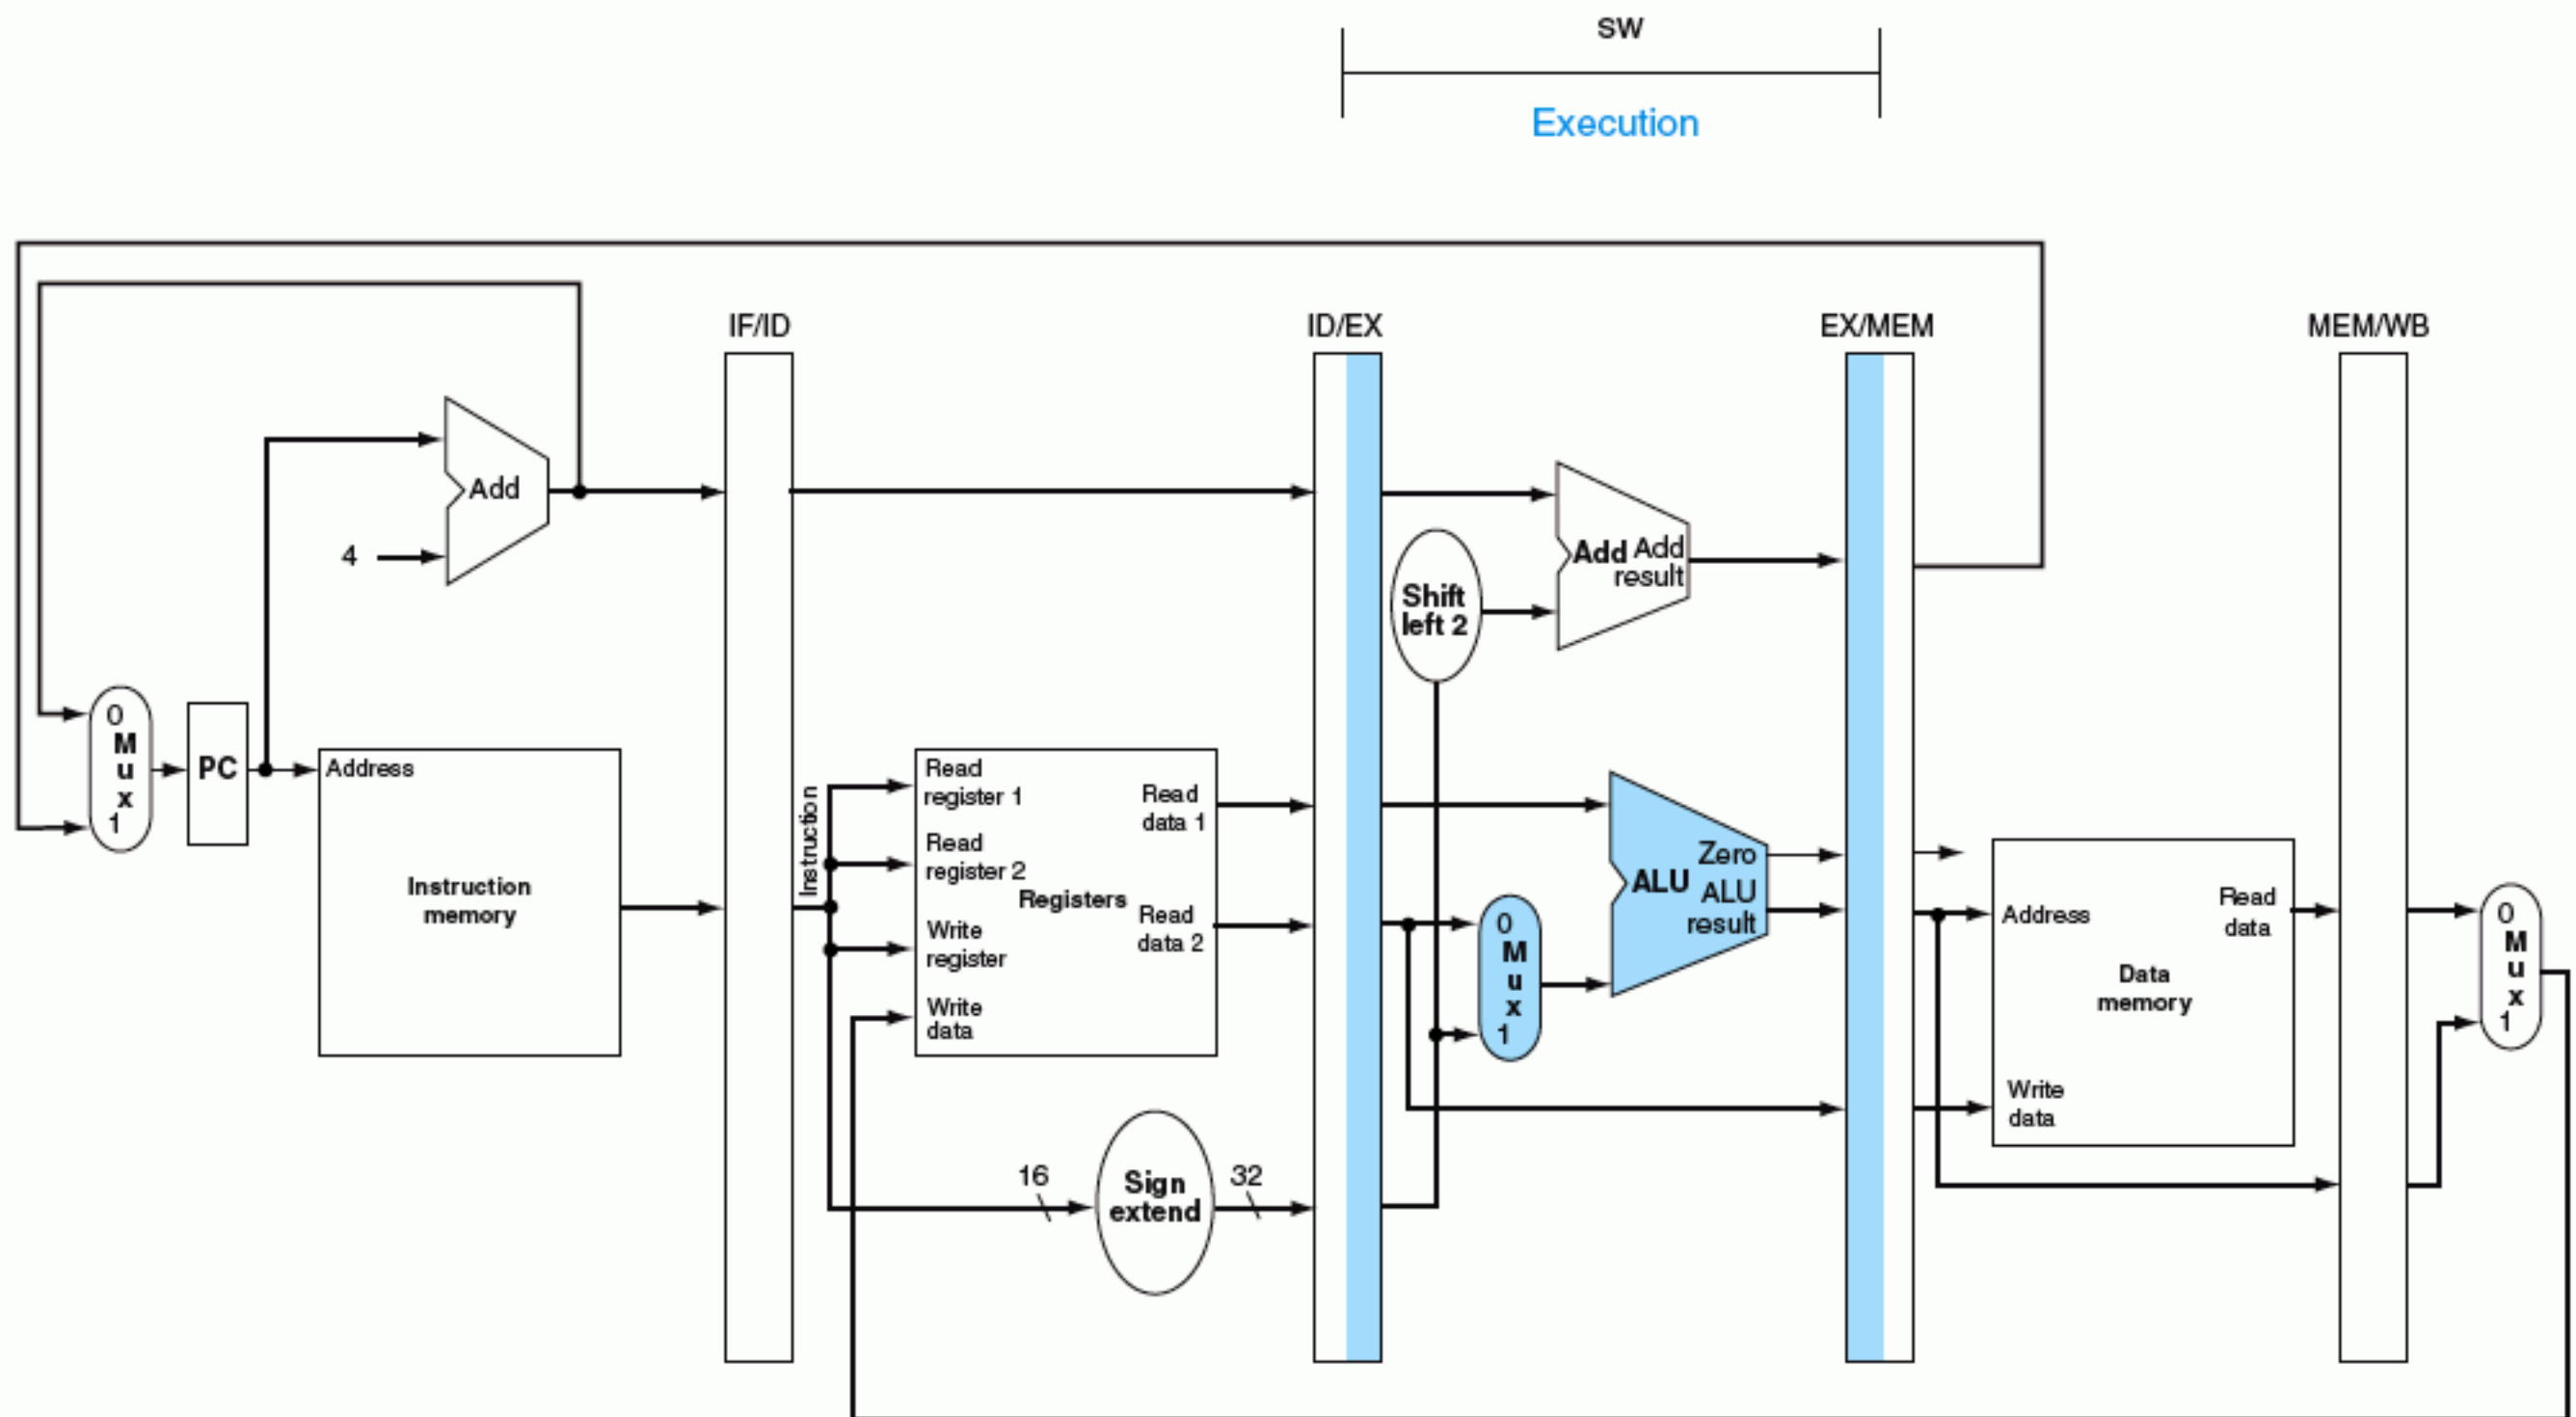 SW
Execution
IF/ID
ID/EX
EX/MEM
MEM/WB
Add
4
Add Add
result
Shift
left 2
0
M
u
x
1
PC
Address
Instruction
memory
Instruction
Read
register 1
Read
register 2
Write
register
Write
data
Registers
Read
data 1
Read
data 2
16
Sign
extend
32
0
M
u
x
1
ALU
Zero
ALU
result
Address
Read
data
Data
memory
Write
data
0
M
u
x
1